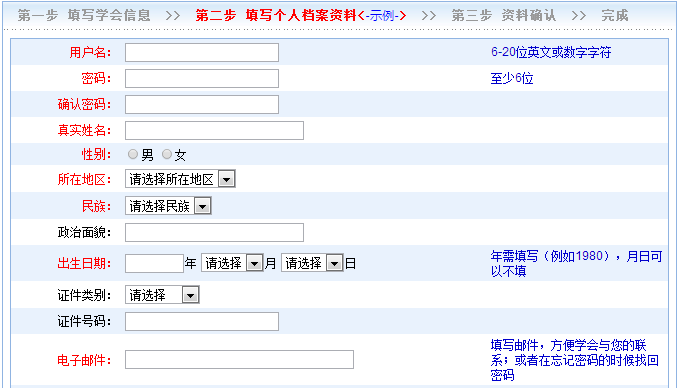 第一步 填写学会信息 >> 第二步 填写个人档案资料<-示例-> >> 第三步 资料确认 >> 完成
用户名： 6-20位英文或数字字符
密码： 至少6位
确认密码：
真实姓名：
性别： 男 女
所在地区： 请选择所在地区
民族： 请选择民族
政治面貌：
出生日期： 年 请选择 月 请选择 日 年需填写（例如1980），月日可
以不填
证件类别： 请选择
证件号码：
电子邮件： 填写邮件，方便学会与您的联
系；或者在忘记密码的时候找回
密码